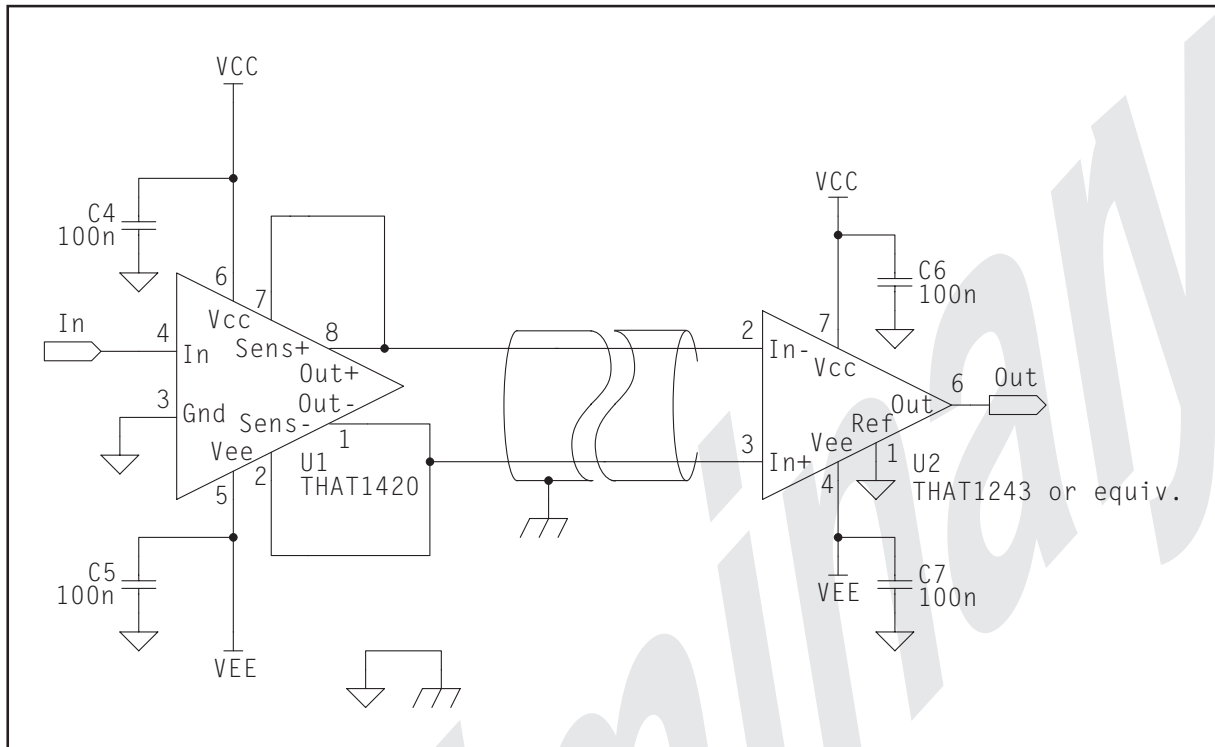 VCC
C4
100n
6
7
Vcc
In
4
In
Sens+
8
Out+
Out-
3
Gnd
Sens-
1
Vee
5
2
U1
THAT1420
C5
100n
VEE
VCC
C6
100n
7
2
In-
Vcc
6
Out
Out
Ref
1
Vee
3
In+
4
U2
THAT1243 or equiv.
VEE
C7
100n